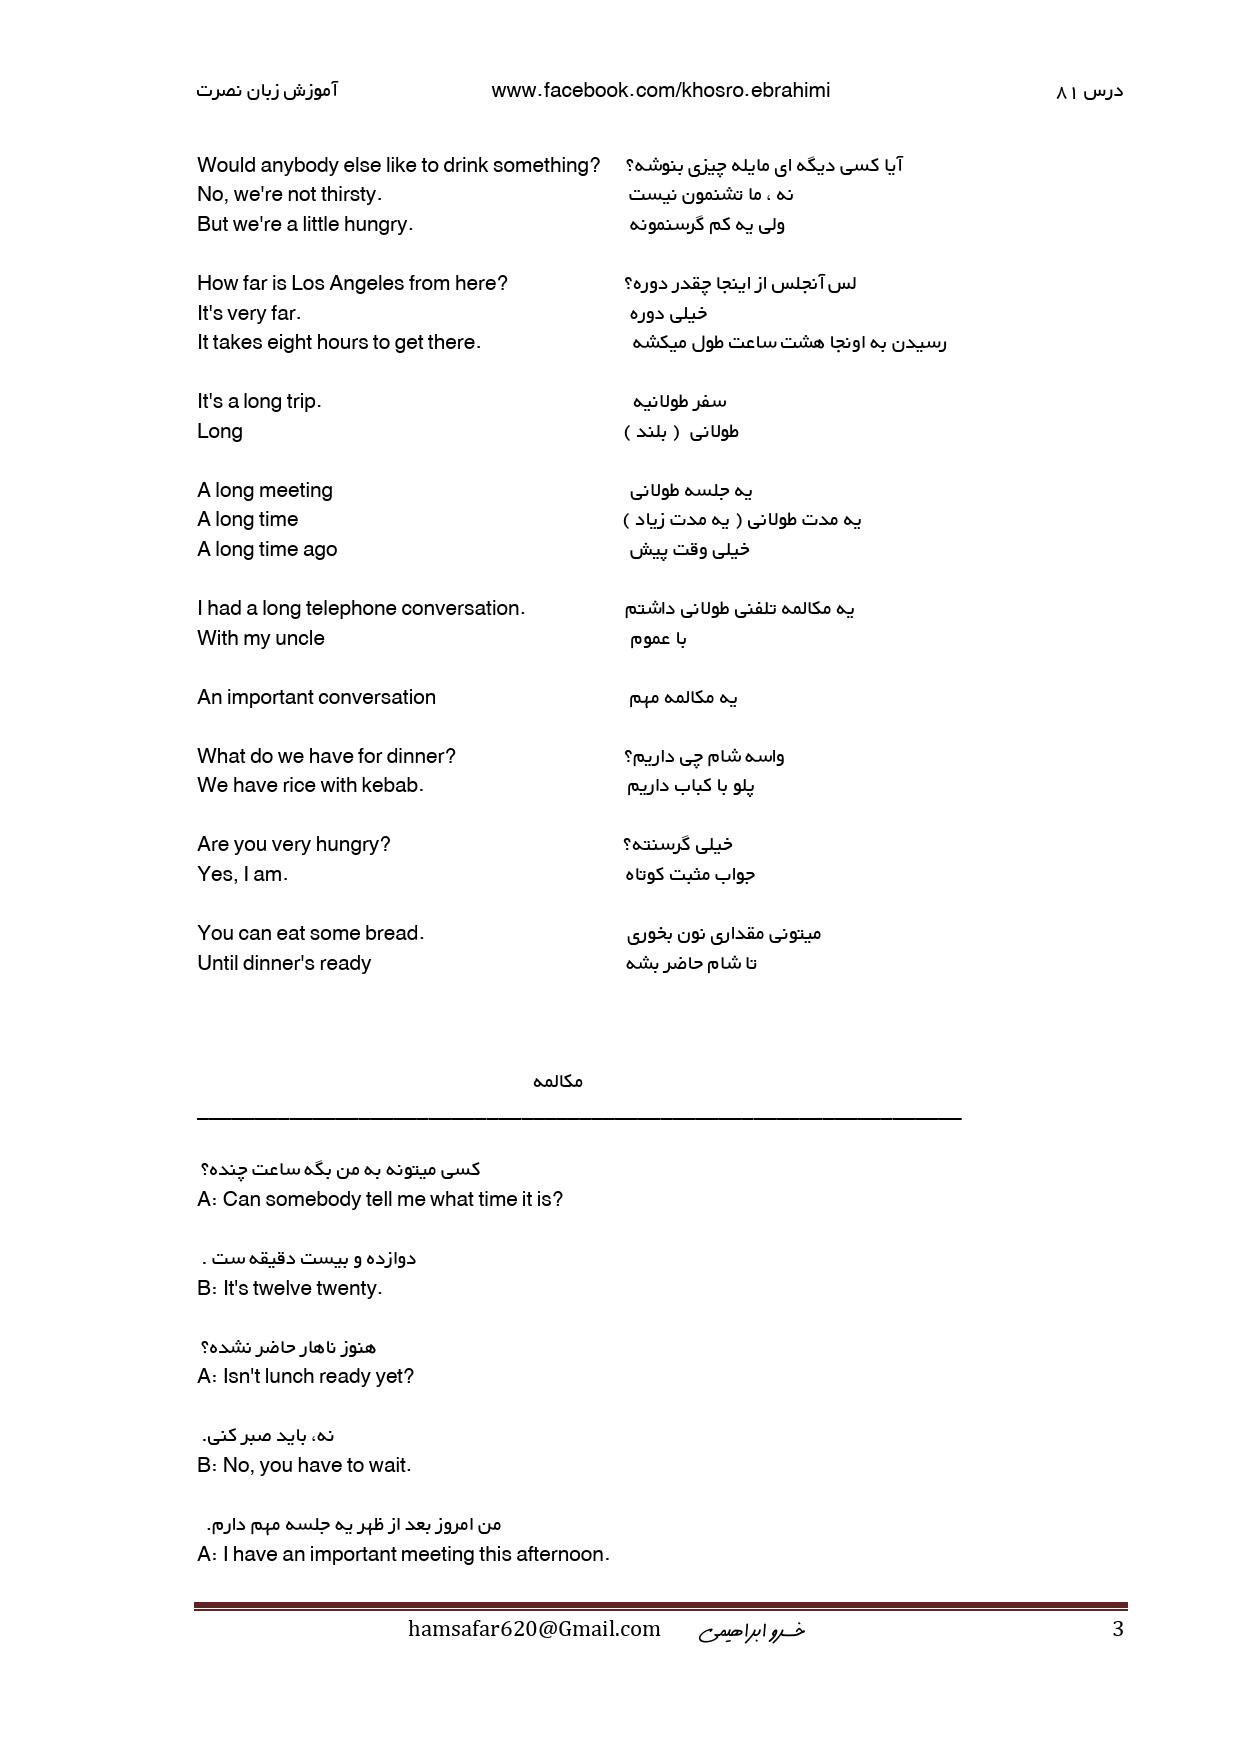 آموزش زبان نصرت www.facebook.com/khosro.ebrahimi درس ۸۱
Would anybody else like to drink something? آیا کسی دیگه ای مایله چیزی بنوشه؟
No, we're not thirsty. نه ، ما تشنمون نیست
But we're a little hungry. ولی یه کم گرسنمونه
How far is Los Angeles from here? لس آنجلس از اینجا چقدر دوره؟
It's very far. خیلی دوره
It takes eight hours to get there. رسیدن به اونجا هشت ساعت طول میکشه
It's a long trip. سفر طولانیه
Long طولانی ( بلند )
A long meeting یه جلسه طولانی
A long time یه مدت طولانی ( یه مدت زیاد )
A long time ago خیلی وقت پیش
I had a long telephone conversation. یه مکالمه تلفنی طولانی داشتم
With my uncle با عموم
An important conversation یه مکالمه مهم
What do we have for dinner? واسه شام چی داریم؟
We have rice with kebab. پلو با کباب داریم
Are you very hungry? خیلی گرسنته؟
Yes, I am. جواب مثبت کوتاه
You can eat some bread. میتونی مقداری نون بخوری
Until dinner's ready تا شام حاضر بشه
مکالمه
کسی میتونه به من بگه ساعت چنده؟
A: Can somebody tell me what time it is?
دوازده و بیست دقیقه ست .
B: It's twelve twenty.
هنوز ناهار حاضر نشده؟
A: Isn't lunch ready yet?
نه، باید صبر کنی.
B: No, you have to wait.
من امروز بعد از ظهر یه جلسه مهم دارم.
A: I have an important meeting this afternoon.
hamsafar620@Gmail.com خسرو ابراهیمی 3